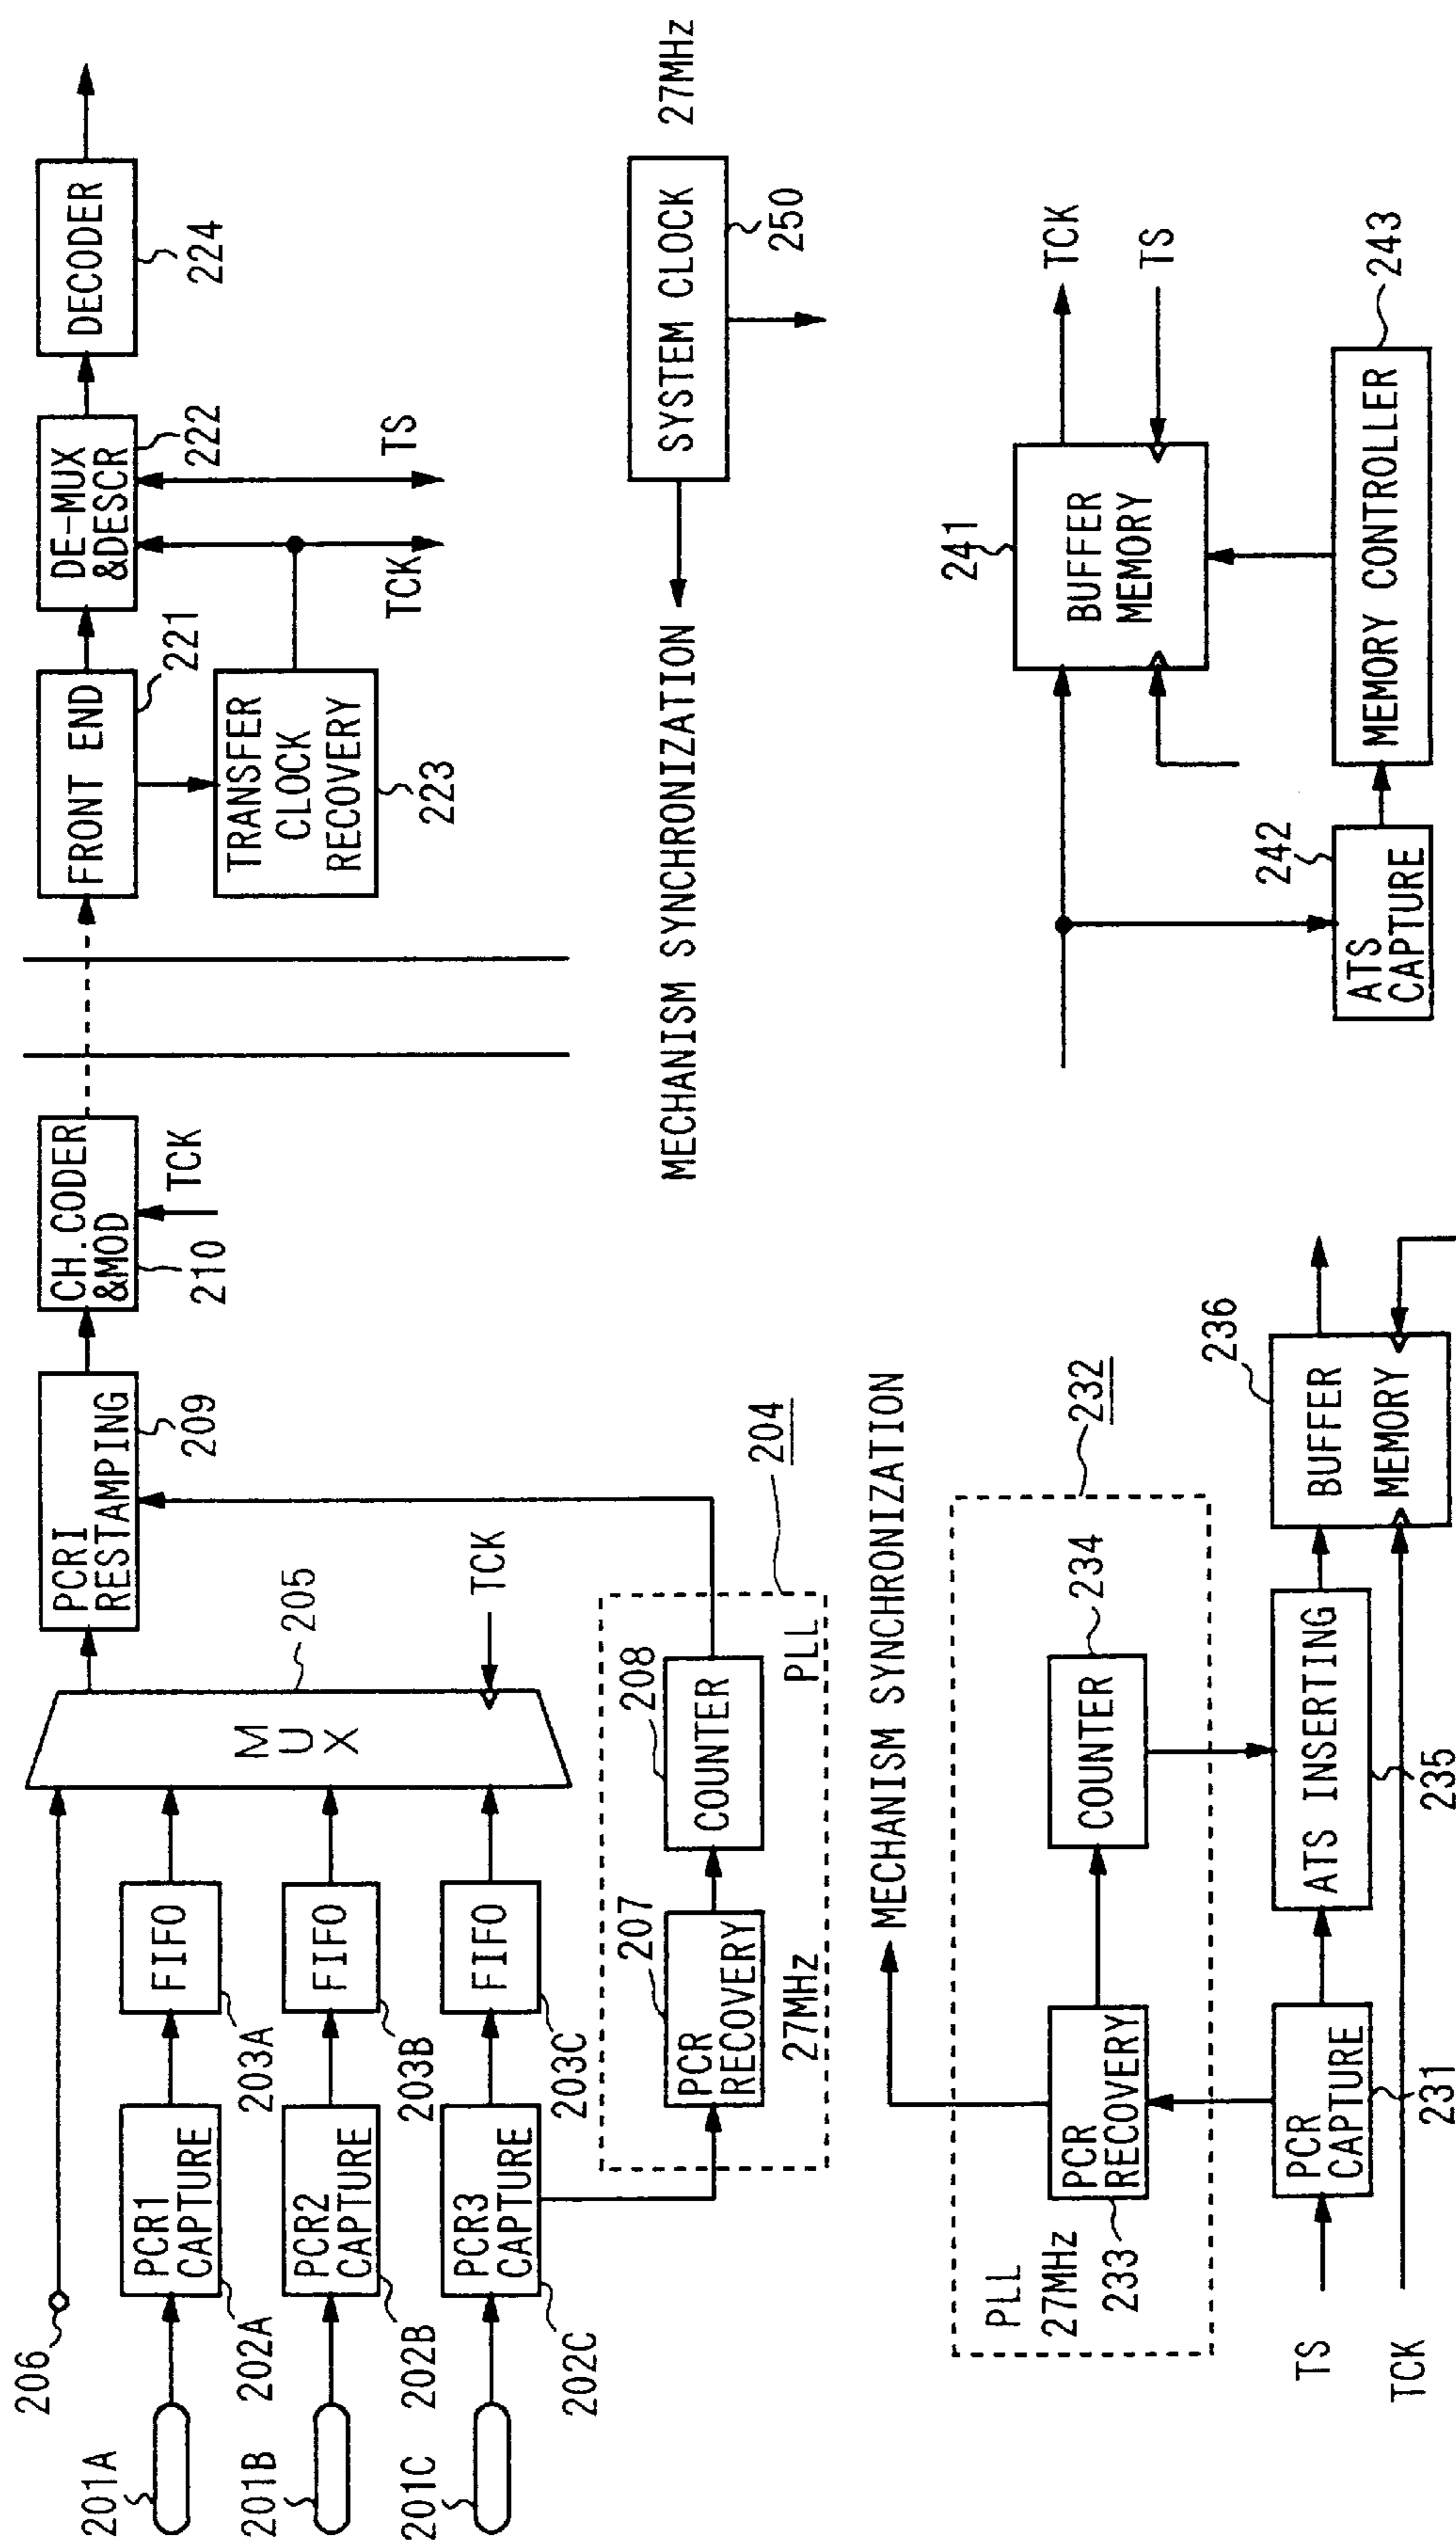 201A
201B
201C
206
202A
202B
202C
PCR1
CAPTURE
PCR2
CAPTURE
PCR3
CAPTURE
203A
203B
203C
FIFO
FIFO
FIFO
MUX
205
TCK
PCRI
RESTAMPING
209
CH.CODER
&MOD
210
TCK
FRONT END
221
TRANSFER
CLOCK
RECOVERY
223
DE-MUX
&DESCR
222
TCK
TS
DECODER
224
207
PCR
RECOVERY
27MHz
208
COUNTER
PLL
204
MECHANISM SYNCHRONIZATION
SYSTEM CLOCK
27MHz
250
MECHANISM SYNCHRONIZATION
PLL
27MHz
233
PCR
RECOVERY
COUNTER
234
232
TS
TCK
PCR
CAPTURE
231
ATS INSERTING
235
236
BUFFER
MEMORY
241
BUFFER
MEMORY
TCK
TS
242
ATS
CAPTURE
MEMORY CONTROLLER
243